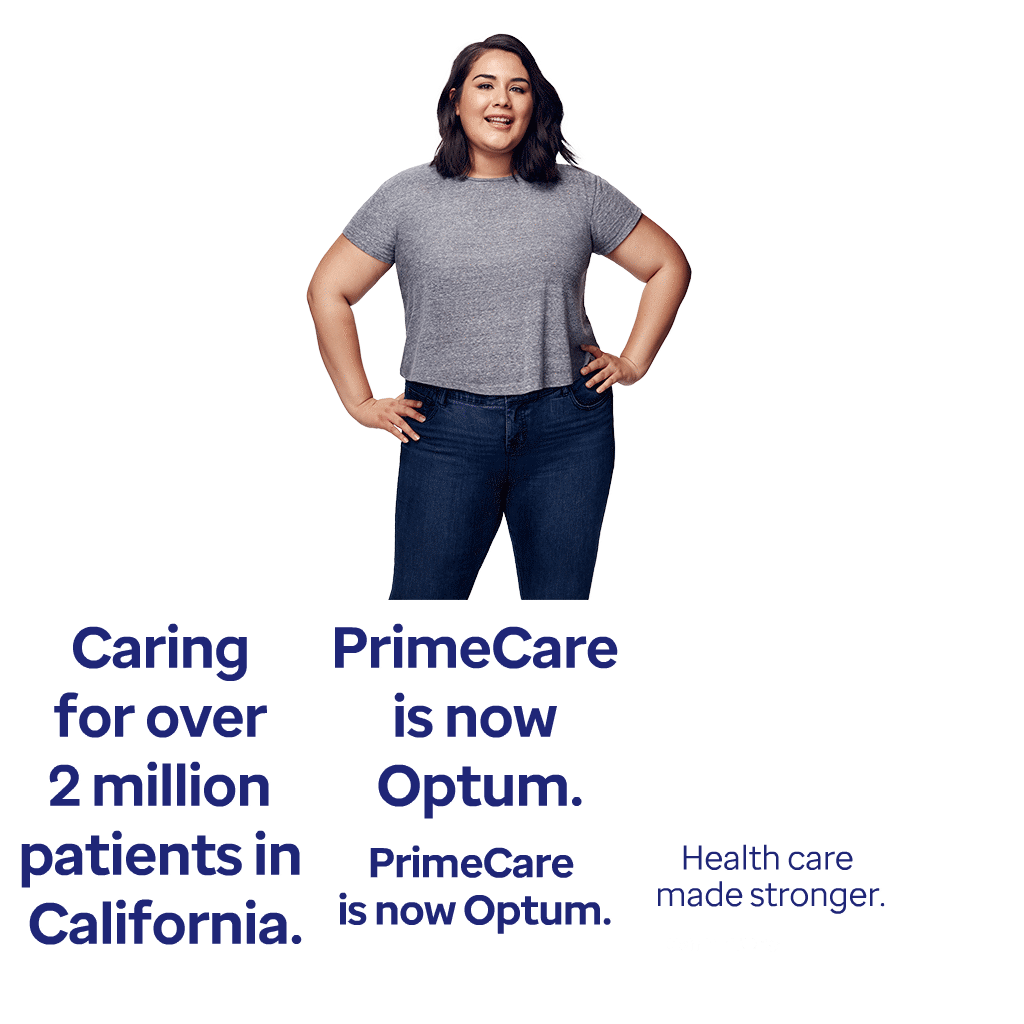 Caring
for over
2 million
patients in
California.
PrimeCare
is now
Optum.
PrimeCare
is now Optum.
Health care
made stronger.